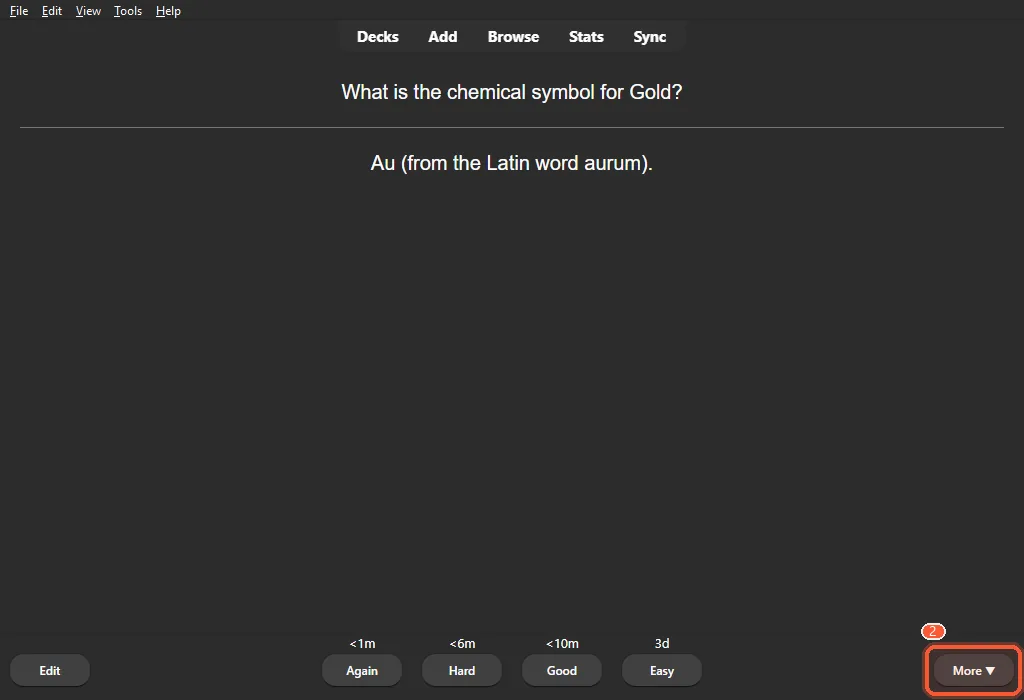 File Edit View Tools Help
Decks Add Browse Stats Sync
What is the chemical symbol for Gold?
Au (from the Latin word aurum).
2
<1m <6m <10m 3d
Edit Again Hard Good Easy More ▼